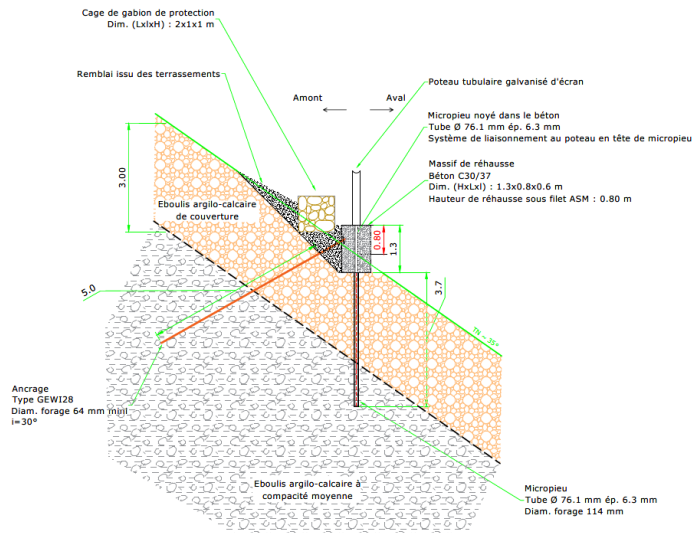 Cage de gabion de protection
Dim. (LxlxH) : 2x1x1 m
Remblai issu des terrassements
Amont
Aval
Poteau tubulaire galvanisé d'écran
Micropieu noyé dans le béton
Tube Ø 76.1 mm ép. 6.3 mm
Système de liaisonnement au poteau en tête de micropieu
Massif de réhausse
Béton C30/37
Dim. (HxLxl) : 1.3x0.8x0.6 m
Hauteur de réhausse sous filet ASM : 0.80 m
3.00
Eboulis argilo-calcaire
de couverture
0.80
1.3
3.7
5.0
TN ~ 35°
Ancrage
Type GEWI28
Diam. forage 64 mm mini
i=30°
Eboulis argilo-calcaire à
compacité moyenne
Micropieu
Tube Ø 76.1 mm ép. 6.3 mm
Diam. forage 114 mm